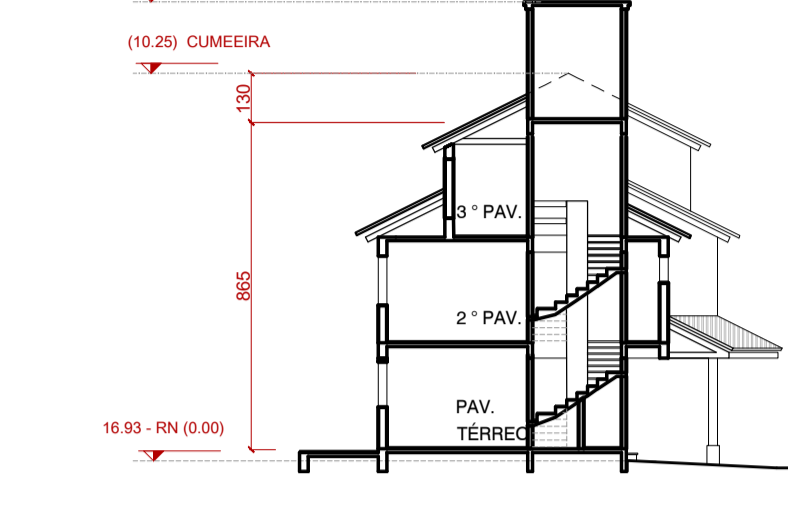 (10.25) CUMEEIRA
130
3 ° PAV.
865
2 ° PAV.
PAV.
TÉRREO
16.93 - RN (0.00)